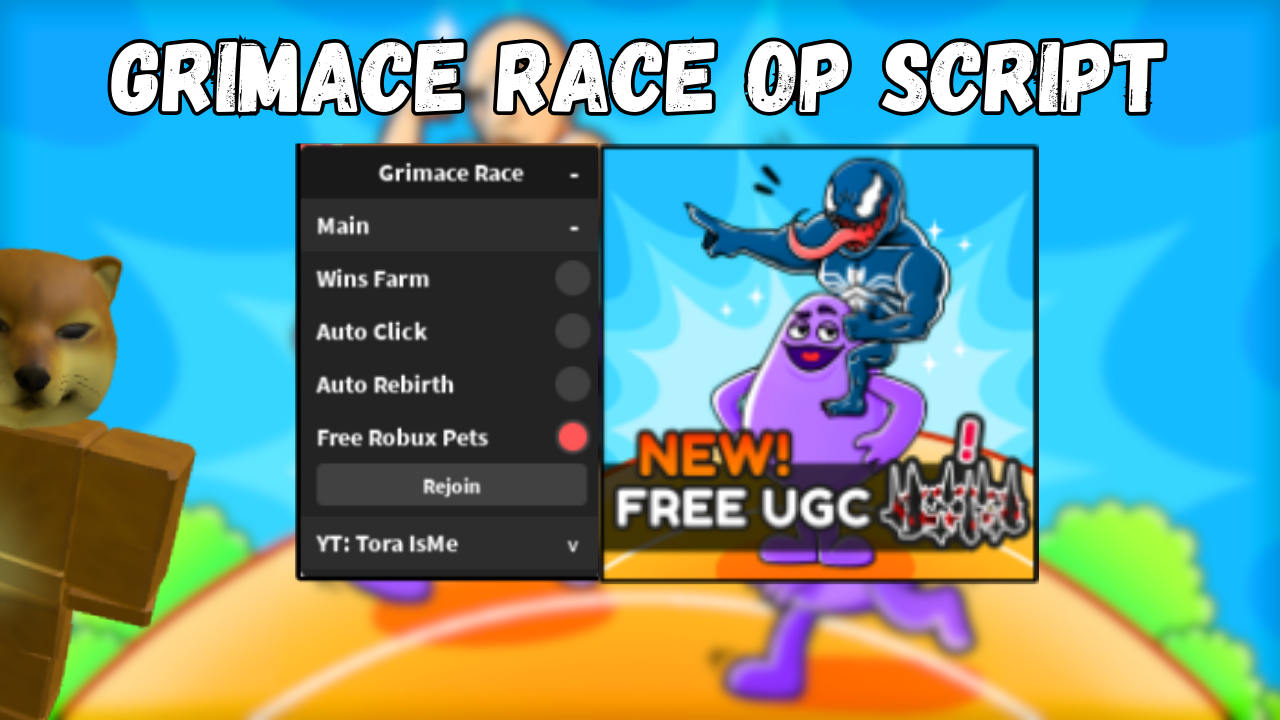 GRIMACE RACE OP SCRIPT
Grimace Race -
Main -
Wins Farm
Auto Click
Auto Rebirth
Free Robux Pets
Rejoin
YT: Tora IsMe v
NEW!
FREE UGC !